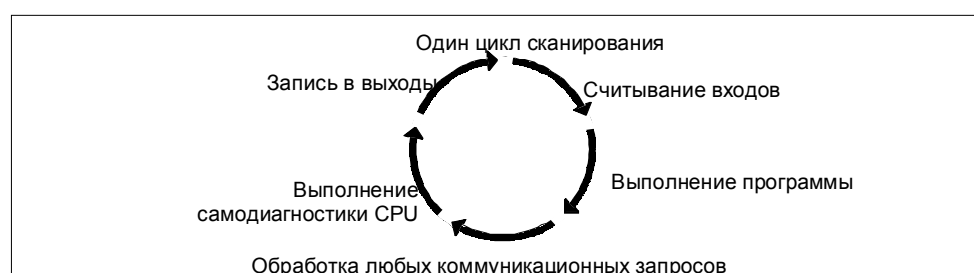 Один цикл сканирования
Запись в выходы
Считывание входов
Выполнение программы
Выполнение
самодиагностики CPU
Обработка любых коммуникационных запросов